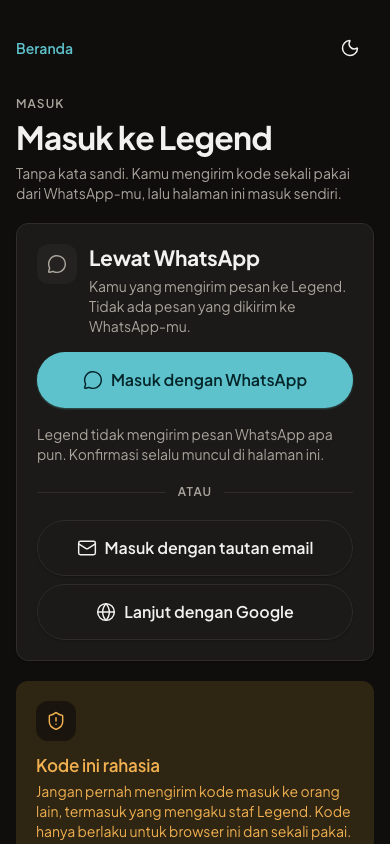 Beranda
MASUK
Masuk ke Legend
Tanpa kata sandi. Kamu mengirim kode sekali pakai
dari WhatsApp-mu, lalu halaman ini masuk sendiri.
Lewat WhatsApp
Kamu yang mengirim pesan ke Legend.
Tidak ada pesan yang dikirim ke
WhatsApp-mu.
Masuk dengan WhatsApp
Legend tidak mengirim pesan WhatsApp apa
pun. Konfirmasi selalu muncul di halaman ini.
ATAU
Masuk dengan tautan email
Lanjut dengan Google
Kode ini rahasia
Jangan pernah mengirim kode masuk ke orang
lain, termasuk yang mengaku staf Legend. Kode
hanya berlaku untuk browser ini dan sekali pakai.